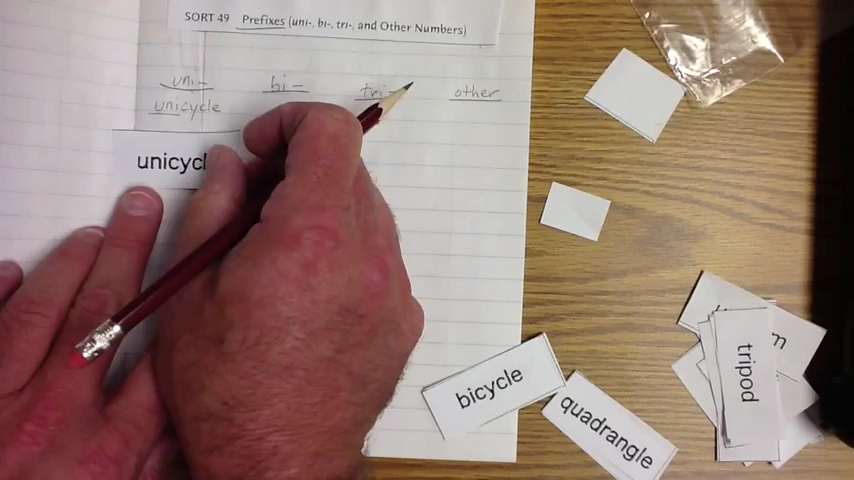 SORT 49 Prefixes (uni-, bi-, tri-, and Other Numbers)
uni- bi- tri- other
unicycle
unicycl
bicycle
quadrangle
tripod